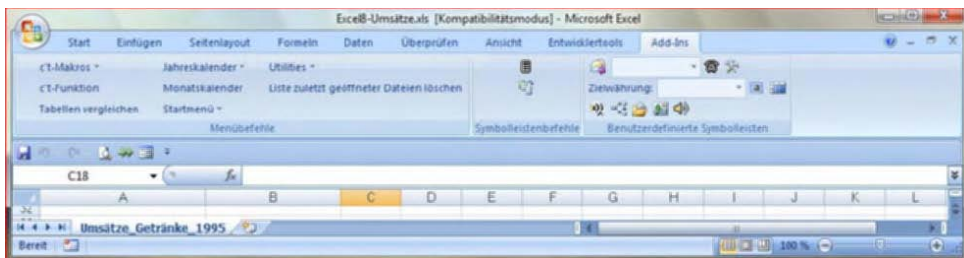 Excel8-Umsätze.xls [Kompatibilitätsmodus] - Microsoft Excel
Start Einfügen Seitenlayout Formeln Daten Überprüfen Ansicht Entwicklertools Add-Ins
c't-Makros Jahreskalender Utilities
c't-Funktion Monatskalender Liste zuletzt geöffneter Dateien löschen Zielwährung:
Tabellen vergleichen Startmenü
Menübefehle Symbolleistenbefehle Benutzerdefinierte Symbolleisten
C18 fx
A B C D E F G H I J K L
Umsätze_Getränke_1995
Bereit 100 %